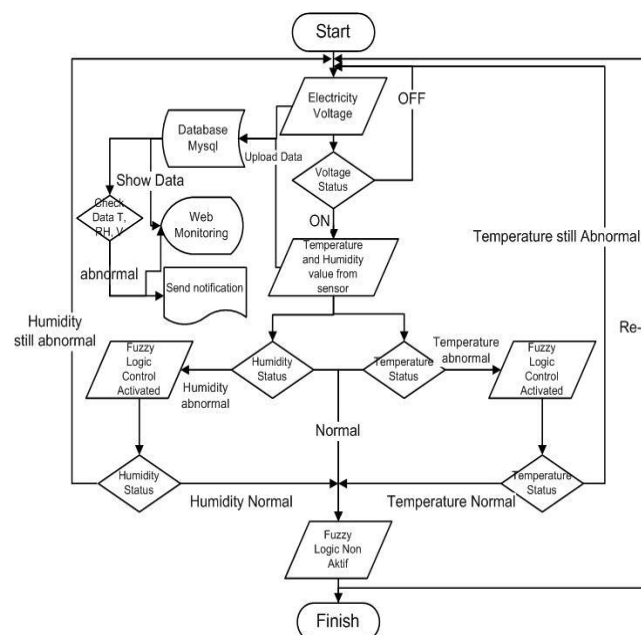 Start
Electricity
Voltage
OFF
Database
Mysql
Upload Data
Voltage
Status
Show Data
Check
Data T,
RH, V
Web
Monitoring
ON
Temperature
and Humidity
value from
sensor
Temperature still Abnormal
abnormal
Send notification
Humidity
still abnormal
Re-
Fuzzy
Logic
Control
Activated
Humidity
abnormal
Humidity
Status
Temperature
Status
Temperature
abnormal
Fuzzy
Logic
Control
Activated
Normal
Humidity
Status
Humidity Normal
Temperature Normal
Temperature
Status
Fuzzy
Logic Non
Aktif
Finish